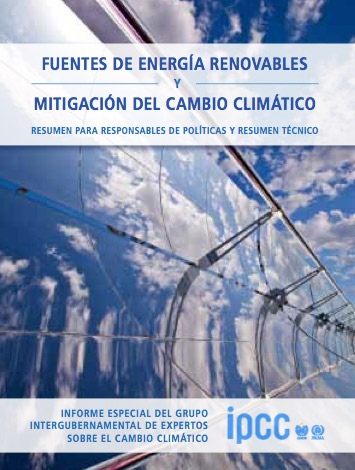 FUENTES DE ENERGÍA RENOVABLES
Y
MITIGACIÓN DEL CAMBIO CLIMÁTICO
RESUMEN PARA RESPONSABLES DE POLÍTICAS Y RESUMEN TÉCNICO
INFORME ESPECIAL DEL GRUPO
INTERGUBERNAMENTAL DE EXPERTOS
SOBRE EL CAMBIO CLIMÁTICO
ipcc